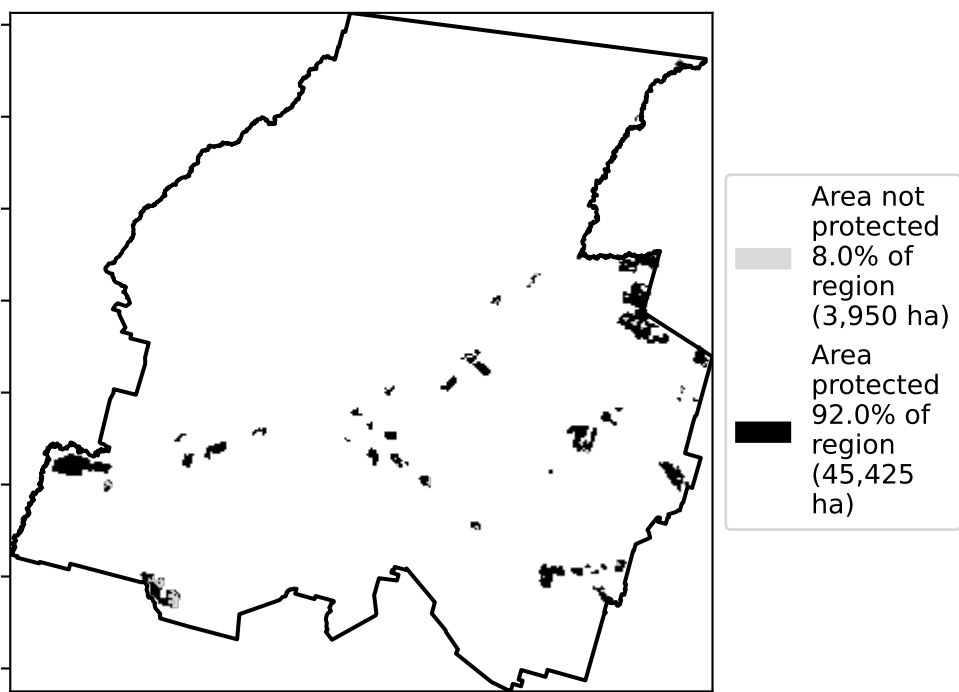 Area not
protected
8.0% of
region
(3,950 ha)
Area
protected
92.0% of
region
(45,425
ha)